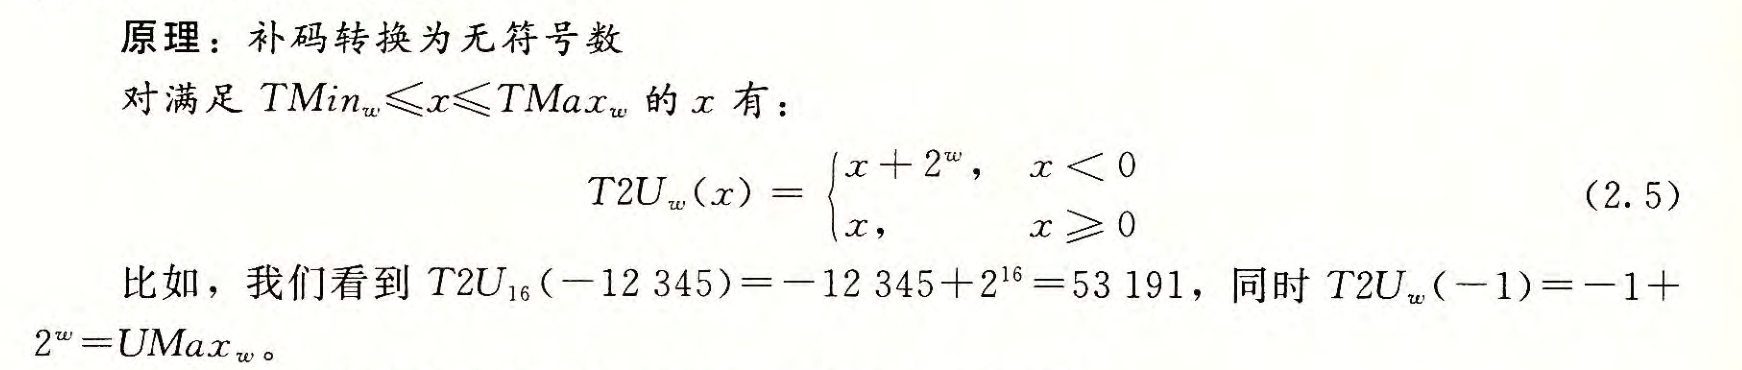 原理：补码转换为无符号数
对满足 TMin_w≤x≤TMax_w 的 x 有：
T2U_w(x) = { x + 2^w, x < 0
x, x ≥ 0 (2.5)
比如，我们看到 T2U_16(−12 345)=−12 345+2^16=53 191，同时 T2U_w(−1)=−1+
2^w=UMax_w。